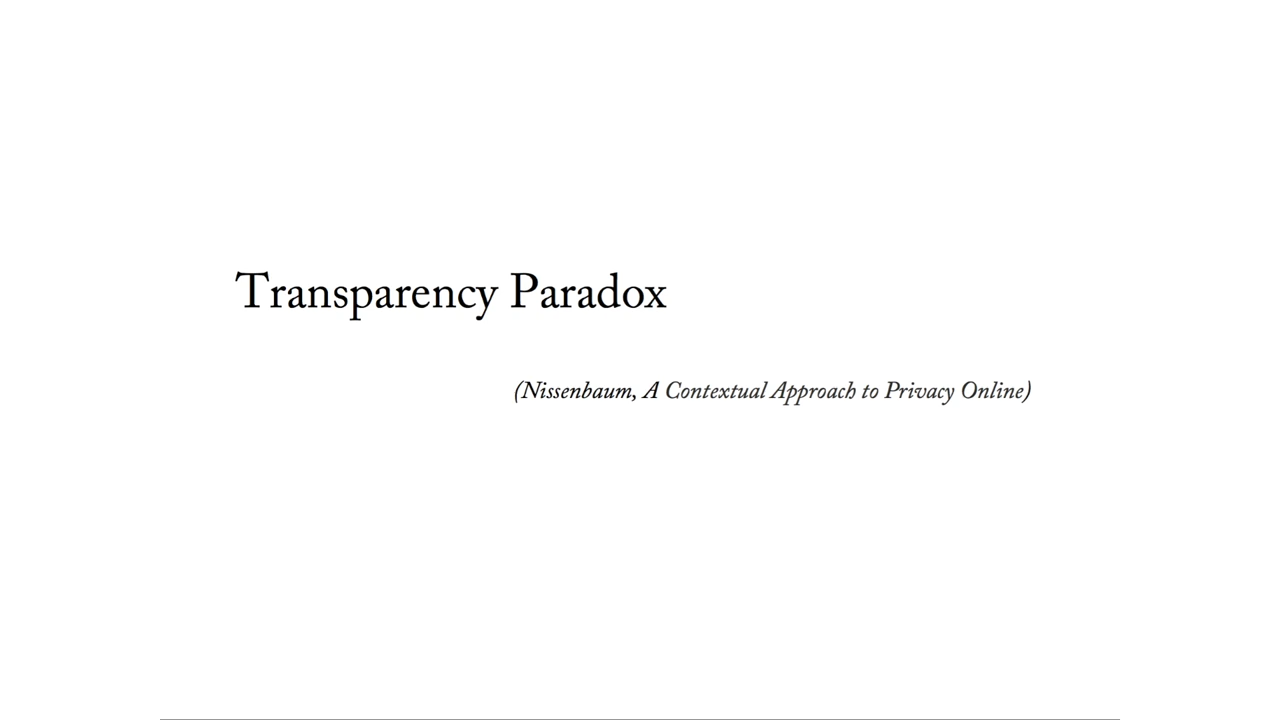 Transparency Paradox
(Nissenbaum, A Contextual Approach to Privacy Online)